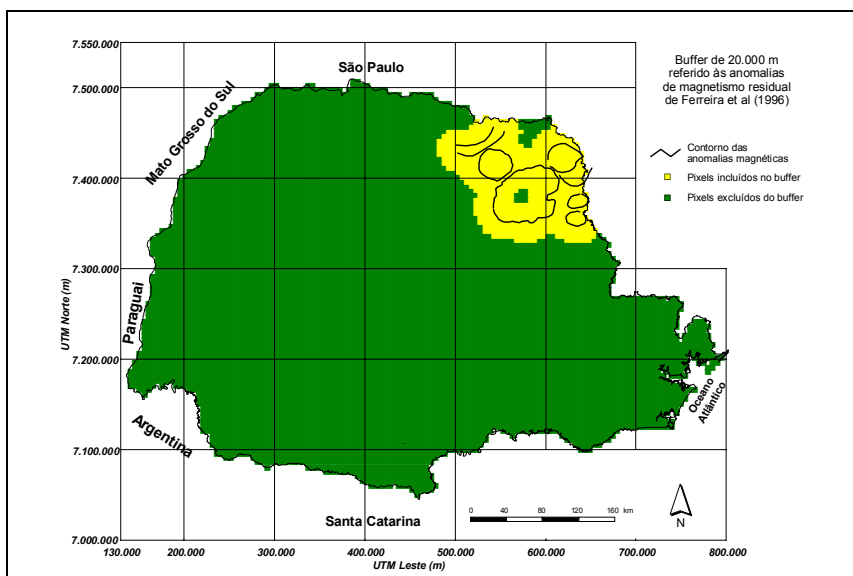 Buffer de 20.000 m
referido às anomalias
de magnetismo residual
de Ferreira et al (1996)
Contorno das
anomalias magnéticas
Pixels incluídos no buffer
Pixels excluídos do buffer
São Paulo
Mato Grosso do Sul
Paraguai
Argentina
Santa Catarina
Oceano
Atlântico
UTM Norte (m)
7.550.000
7.500.000
7.400.000
7.300.000
7.200.000
7.100.000
7.000.000
0 40 80 120 160 km
N
130.000 200.000 300.000 400.000 500.000 600.000 700.000 800.000
UTM Leste (m)